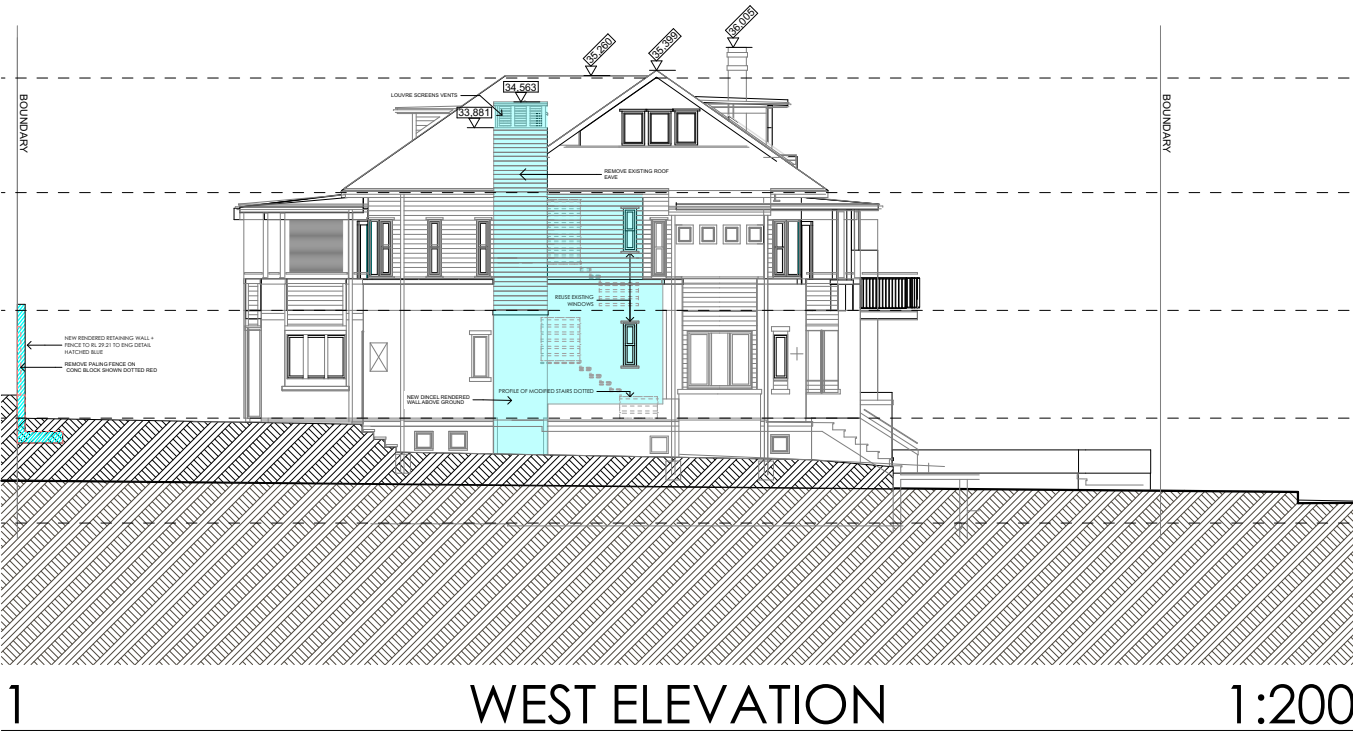 36.005
35.260
35.399
34.563
LOUVRE SCREENS VENTS
33.881
BOUNDARY
BOUNDARY
REMOVE EXISTING ROOF
EAVE
REUSE EXISTING
WINDOWS
NEW RENDERED RETAINING WALL +
FENCE TO RL 29.21 TO ENG DETAIL
HATCHED BLUE
REMOVE PALING FENCE ON
CONC BLOCK SHOWN DOTTED RED
PROFILE OF MODIFIED STAIRS DOTTED
NEW DINCEL RENDERED
WALL ABOVE GROUND
1
WEST ELEVATION
1:200